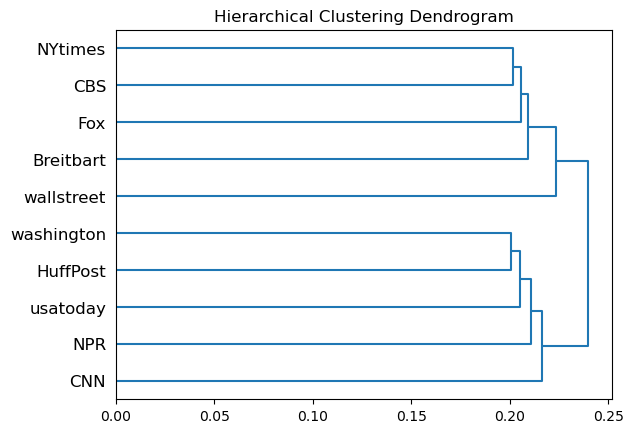 Hierarchical Clustering Dendrogram
NYtimes
CBS
Fox
Breitbart
wallstreet
washington
HuffPost
usatoday
NPR
CNN
0.00 0.05 0.10 0.15 0.20 0.25